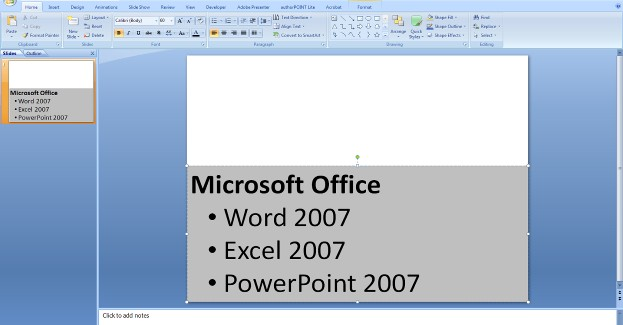 Home Insert Design Animations Slide Show Review View Developer Adobe Presenter authorPOINT Lite Acrobat Format
Paste
Cut
Copy
Format Painter
Clipboard
New Slide
Layout
Reset
Delete
Slides
Calibri (Body) 60
Font
Text Direction
Align Text
Convert to SmartArt
Paragraph
Arrange
Quick Styles
Shape Fill
Shape Outline
Shape Effects
Drawing
Find
Replace
Select
Editing
Slides Outline
Microsoft Office
• Word 2007
• Excel 2007
• PowerPoint 2007
Microsoft Office
• Word 2007
• Excel 2007
• PowerPoint 2007
Click to add notes